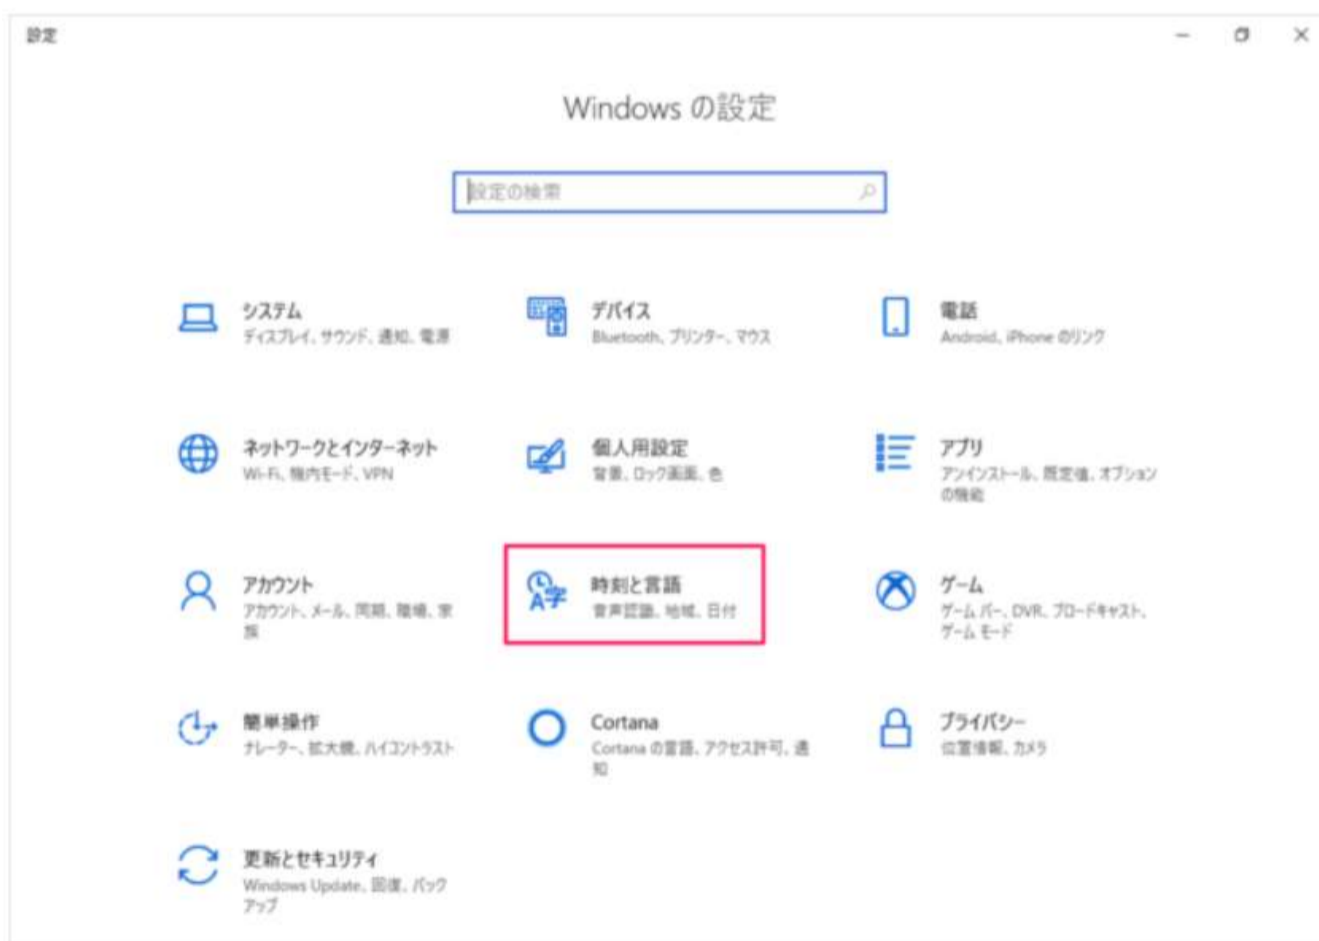 設定
Windows の設定
設定の検索
システム
ディスプレイ、サウンド、通知、電源
デバイス
Bluetooth、プリンター、マウス
電話
Android、iPhone のリンク
ネットワークとインターネット
Wi-Fi、機内モード、VPN
個人用設定
背景、ロック画面、色
アプリ
アンインストール、既定値、オプション
の機能
アカウント
アカウント、メール、同期、職場、家
族
時刻と言語
音声認識、地域、日付
ゲーム
ゲーム バー、DVR、ブロードキャスト、
ゲーム モード
簡単操作
ナレーター、拡大鏡、ハイコントラスト
Cortana
Cortana の言語、アクセス許可、通
知
プライバシー
位置情報、カメラ
更新とセキュリティ
Windows Update、回復、バック
アップ